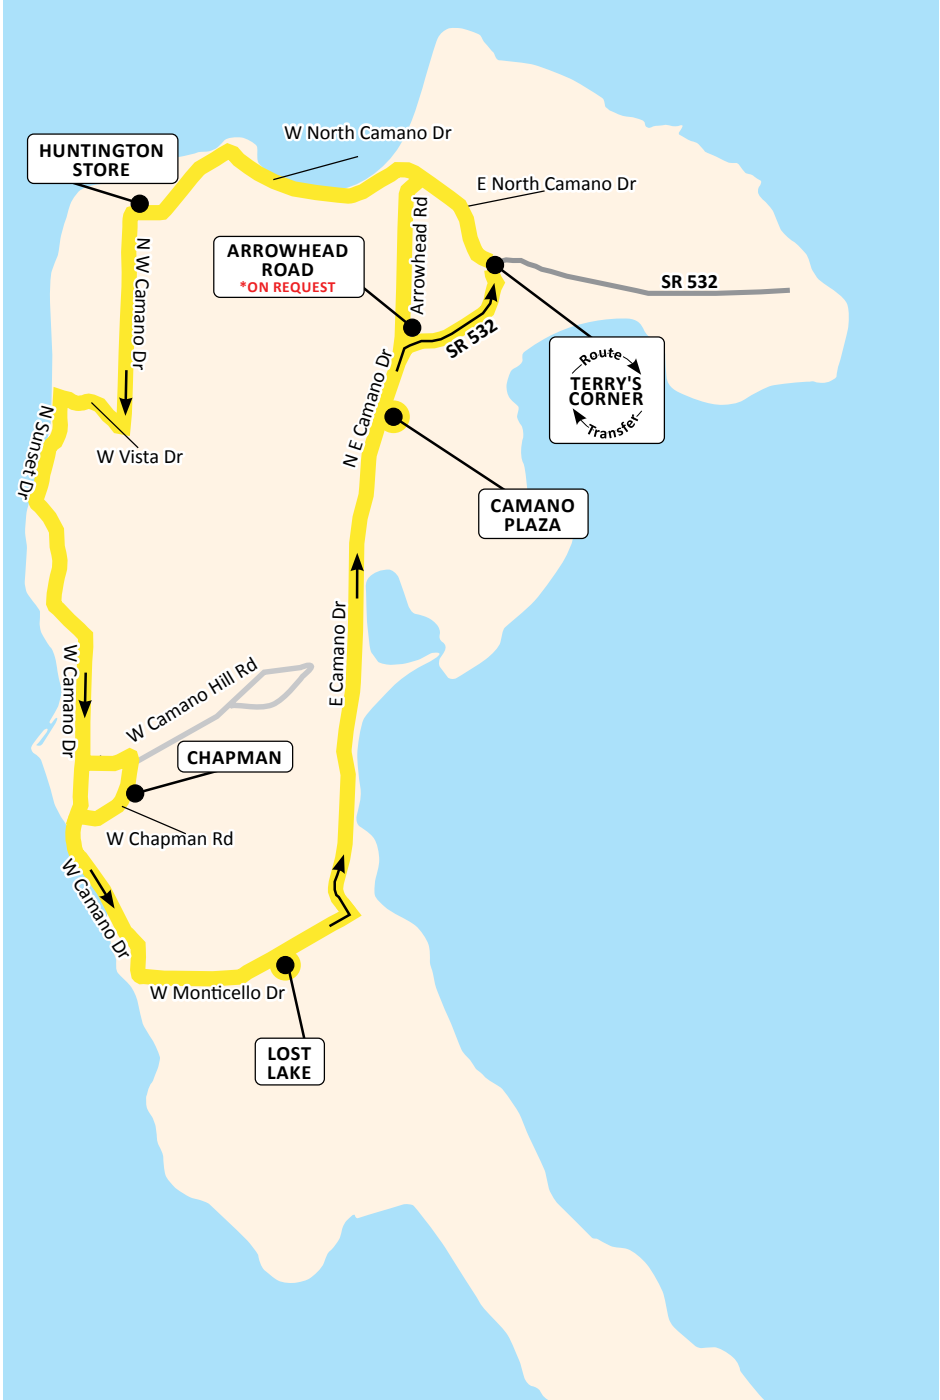 W North Camano Dr
HUNTINGTON
STORE
E North Camano Dr
Arrowhead Rd
ARROWHEAD
ROAD
*ON REQUEST
N W Camano Dr
SR 532
SR 532
Route
TERRY'S
CORNER
Transfer
N E Camano Dr
N Sunset Dr
W Vista Dr
CAMANO
PLAZA
E Camano Dr
W Camano Dr
W Camano Hill Rd
CHAPMAN
W Chapman Rd
W Camano Dr
W Monticello Dr
LOST
LAKE